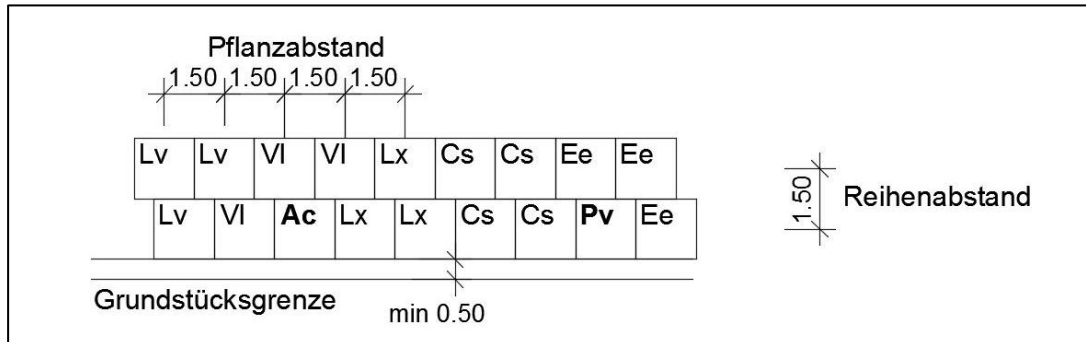 Pflanzabstand
1.50 1.50 1.50 1.50
Lv Lv Vl Vl Lx Cs Cs Ee Ee
Lv Vl Ac Lx Lx Cs Cs Pv Ee
1.50
Reihenabstand
Grundstücksgrenze
min 0.50